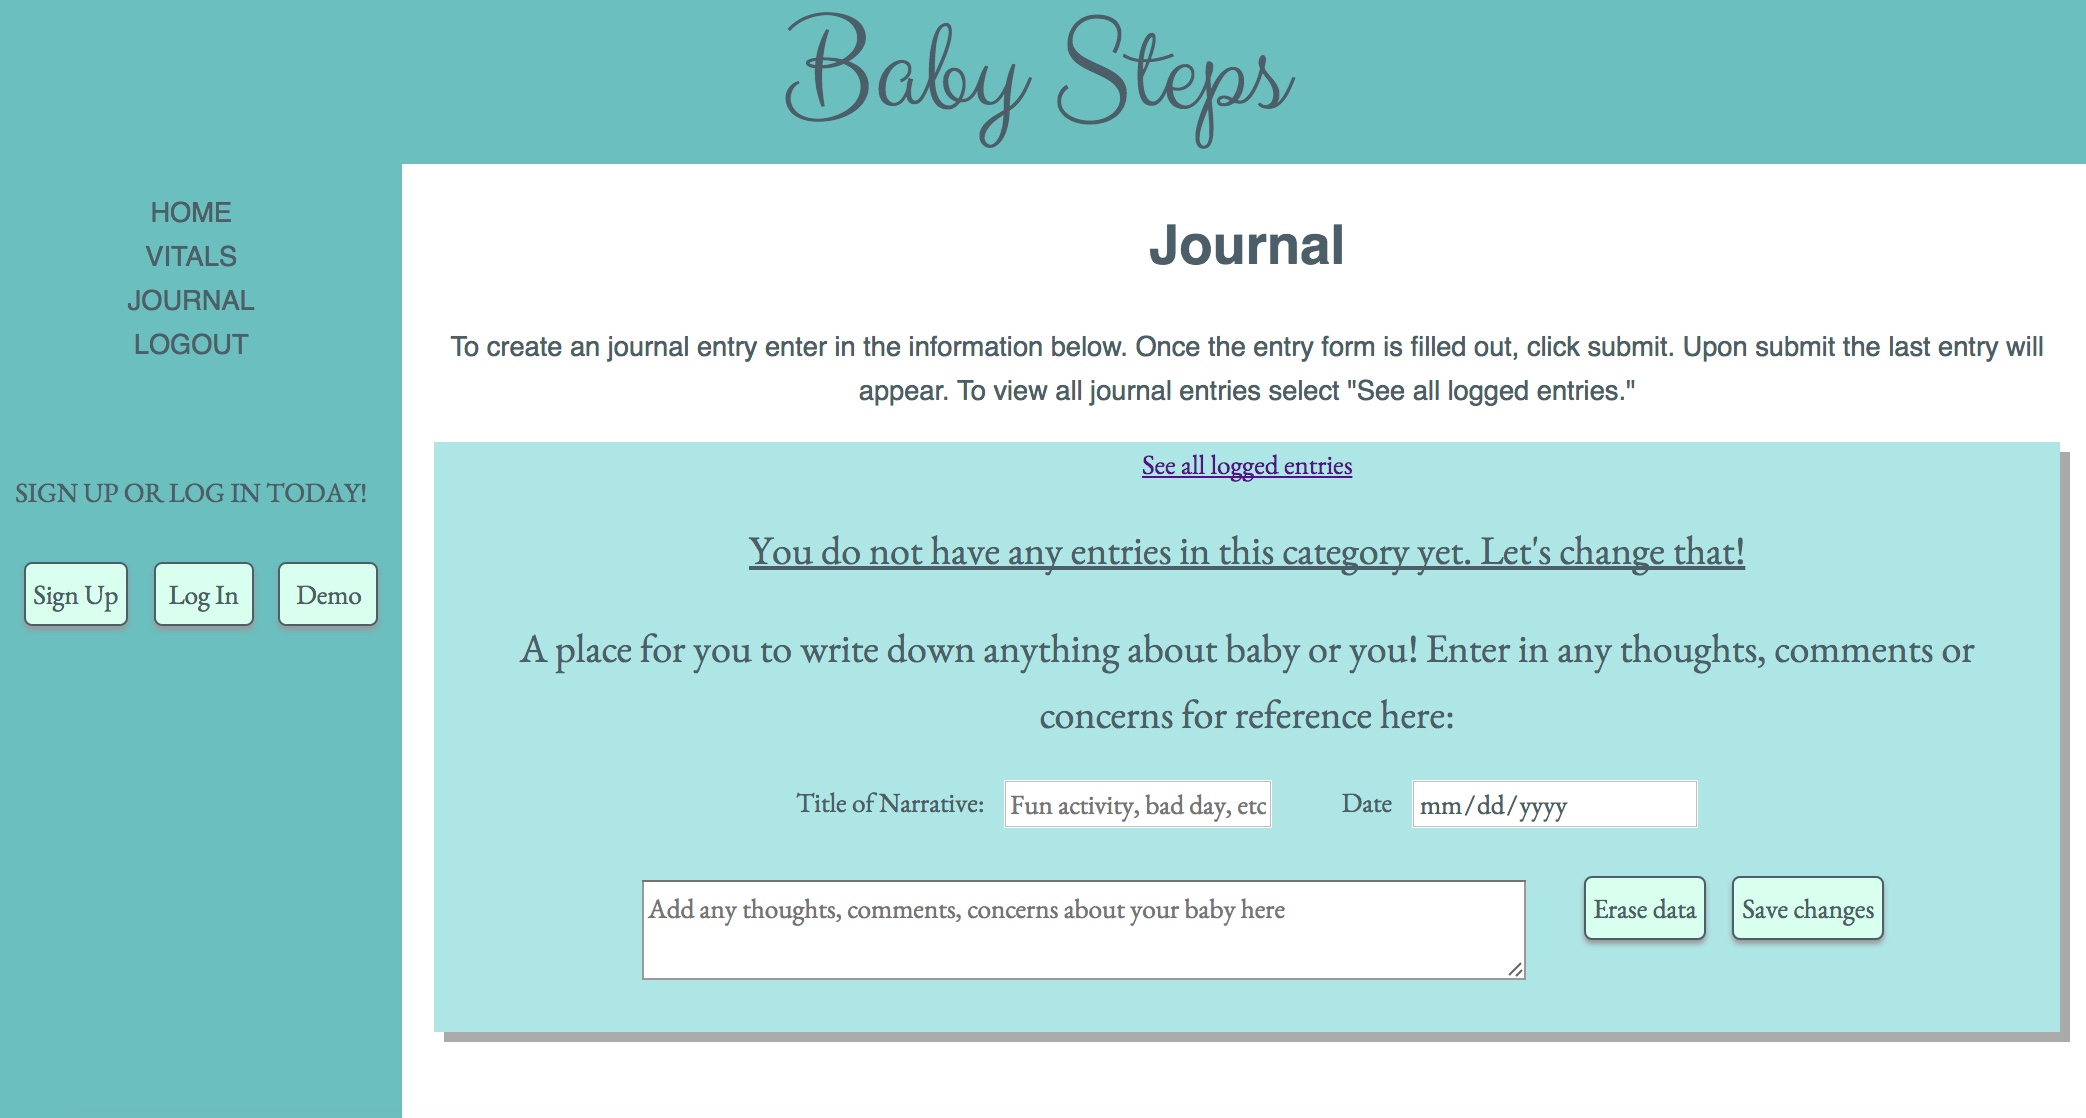 Baby Steps
HOME
VITALS
JOURNAL
LOGOUT
SIGN UP OR LOG IN TODAY!
Sign Up Log In Demo
Journal
To create an journal entry enter in the information below. Once the entry form is filled out, click submit. Upon submit the last entry will
appear. To view all journal entries select "See all logged entries."
See all logged entries
You do not have any entries in this category yet. Let's change that!
A place for you to write down anything about baby or you! Enter in any thoughts, comments or
concerns for reference here:
Title of Narrative: Fun activity, bad day, etc Date mm/dd/yyyy
Add any thoughts, comments, concerns about your baby here Erase data Save changes